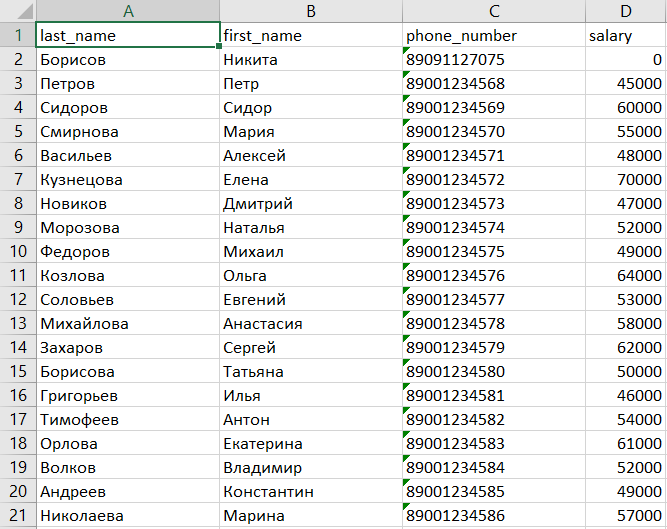 A B C D
1 last_name first_name phone_number salary
2 Борисов Никита 89091127075 0
3 Петров Петр 89001234568 45000
4 Сидоров Сидор 89001234569 60000
5 Смирнова Мария 89001234570 55000
6 Васильев Алексей 89001234571 48000
7 Кузнецова Елена 89001234572 70000
8 Новиков Дмитрий 89001234573 47000
9 Морозова Наталья 89001234574 52000
10 Федоров Михаил 89001234575 49000
11 Козлова Ольга 89001234576 64000
12 Соловьев Евгений 89001234577 53000
13 Михайлова Анастасия 89001234578 58000
14 Захаров Сергей 89001234579 62000
15 Борисова Татьяна 89001234580 50000
16 Григорьев Илья 89001234581 46000
17 Тимофеев Антон 89001234582 54000
18 Орлова Екатерина 89001234583 61000
19 Волков Владимир 89001234584 52000
20 Андреев Константин 89001234585 49000
21 Николаева Марина 89001234586 57000